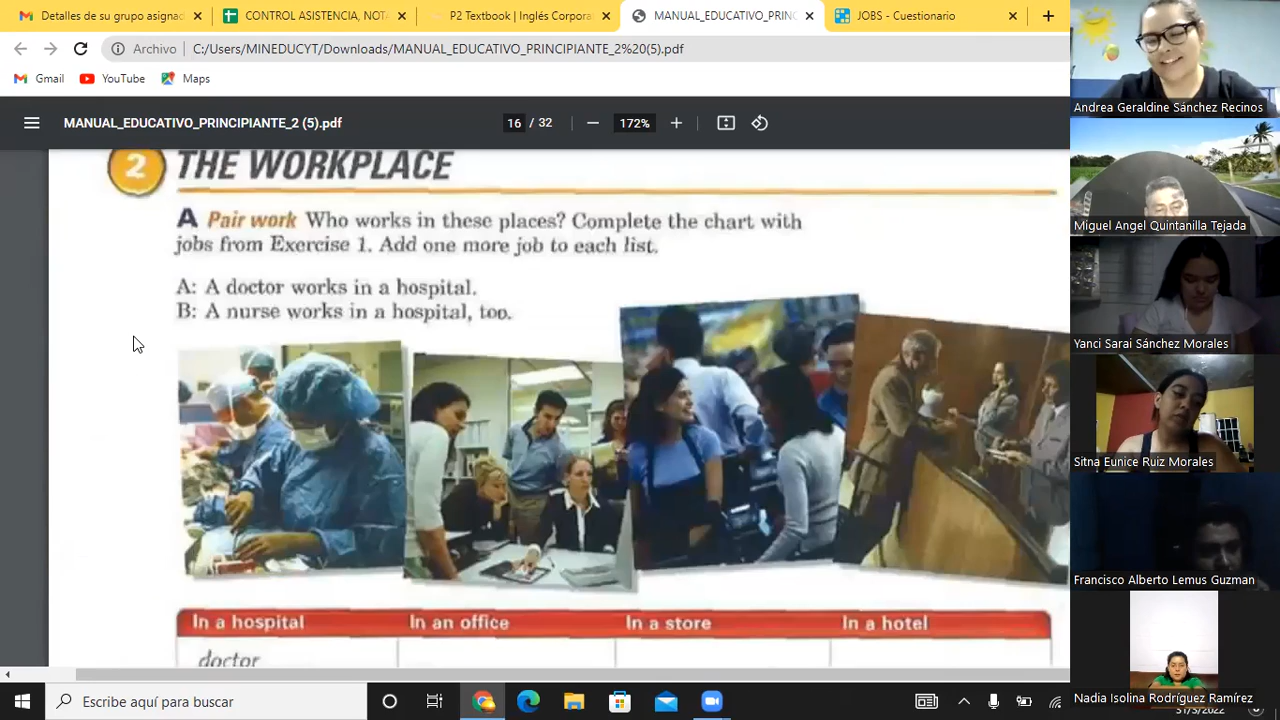 Detalles de su grupo asignad
CONTROL ASISTENCIA, NOT
P2 Textbook | Inglés Corpora
MANUAL_EDUCATIVO_PRINC
JOBS - Cuestionario
Archivo
C:/Users/MINEDUCYT/Downloads/MANUAL_EDUCATIVO_PRINCIPIANTE_2%20(5).pdf
Gmail
YouTube
Maps
MANUAL_EDUCATIVO_PRINCIPIANTE_2 (5).pdf
16 / 32
172%
2 THE WORKPLACE
A Pair work Who works in these places? Complete the chart with
jobs from Exercise 1. Add one more job to each list.
A: A doctor works in a hospital.
B: A nurse works in a hospital, too.
In a hospital
In an office
In a store
In a hotel
doctor
Escribe aquí para buscar
31/3/2022
Andrea Geraldine Sánchez Recinos
Miguel Angel Quintanilla Tejada
Yanci Sarai Sánchez Morales
Sitna Eunice Ruiz Morales
Francisco Alberto Lemus Guzman
Nadia Isolina Rodríguez Ramírez